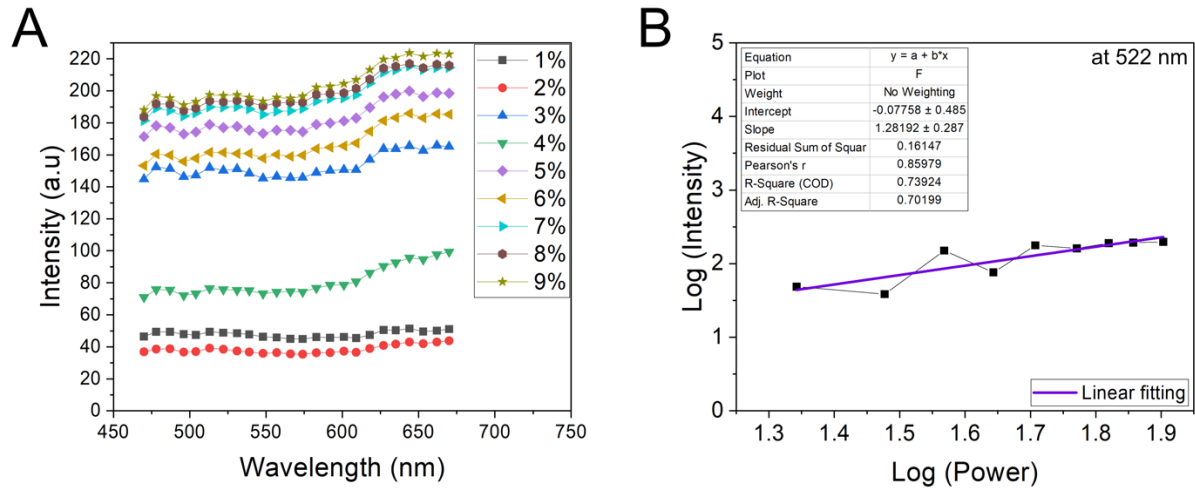 A
Intensity (a.u)
220
200
180
160
140
120
100
80
60
40
20
0
450 500 550 600 650 700 750
Wavelength (nm)
1%
2%
3%
4%
5%
6%
7%
8%
9%
B
Log (Intensity)
5
4
3
2
1
0
1.3 1.4 1.5 1.6 1.7 1.8 1.9
Log (Power)
at 522 nm
Equation y = a + b*x
Plot F
Weight No Weighting
Intercept -0.07758 ± 0.485
Slope 1.28192 ± 0.287
Residual Sum of Squar 0.16147
Pearson's r 0.85979
R-Square (COD) 0.73924
Adj. R-Square 0.70199
Linear fitting